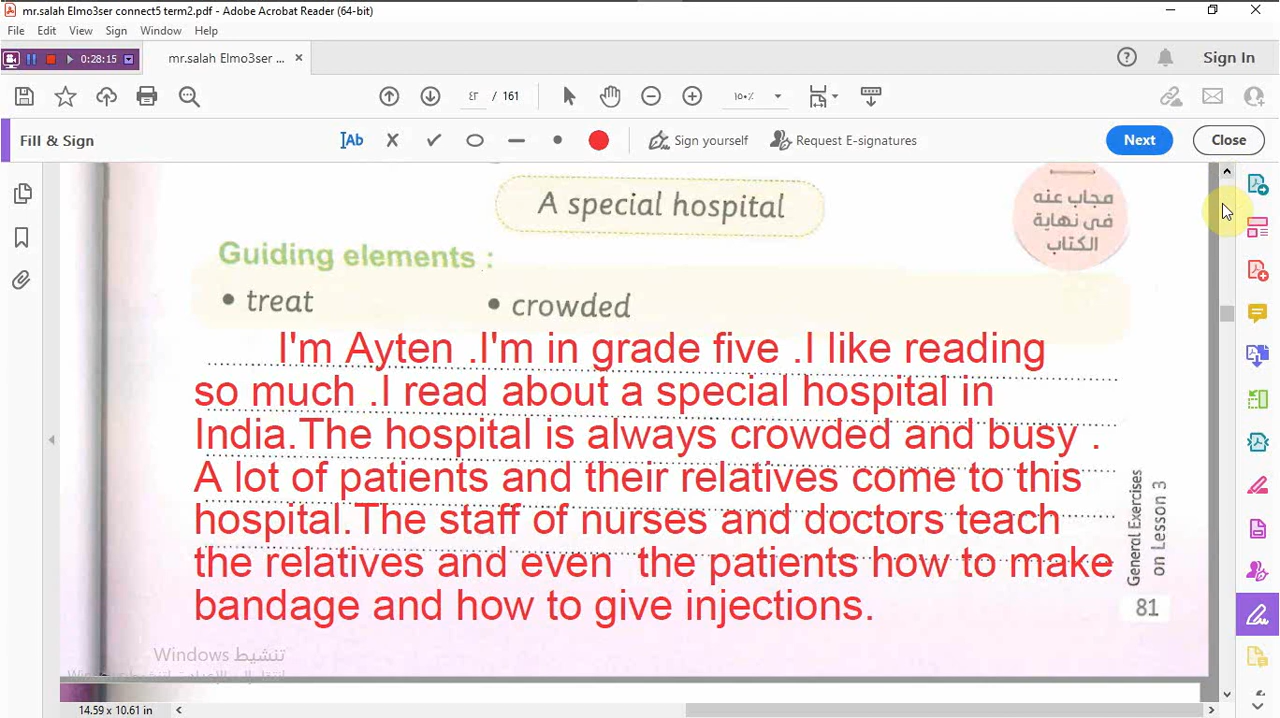 mr.salah Elmo3ser connect5 term2.pdf - Adobe Acrobat Reader (64-bit)
File Edit View Sign Window Help
0:28:15 mr.salah Elmo3ser ... × Sign In
٤٣ / 161 ١٥٠٪
Fill & Sign Ab Sign yourself Request E-signatures Next Close
A special hospital
مجاب عنه
فى نهاية
الكتاب
Guiding elements :
• treat • crowded
I'm Ayten .I'm in grade five .I like reading
so much .I read about a special hospital in
India.The hospital is always crowded and busy .
A lot of patients and their relatives come to this
hospital.The staff of nurses and doctors teach
the relatives and even the patients how to make
bandage and how to give injections.
General Exercises
on Lesson 3
81
تنشيط Windows
14.59 x 10.61 in